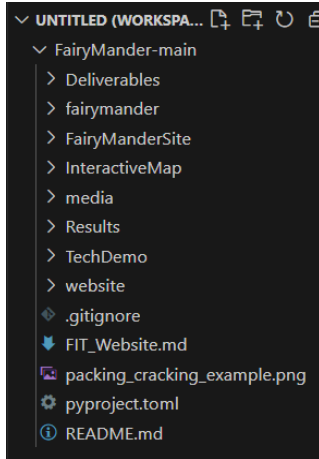 UNTITLED (WORKSPA...
FairyMander-main
Deliverables
fairymander
FairyManderSite
InteractiveMap
media
Results
TechDemo
website
.gitignore
FIT_Website.md
packing_cracking_example.png
pyproject.toml
README.md